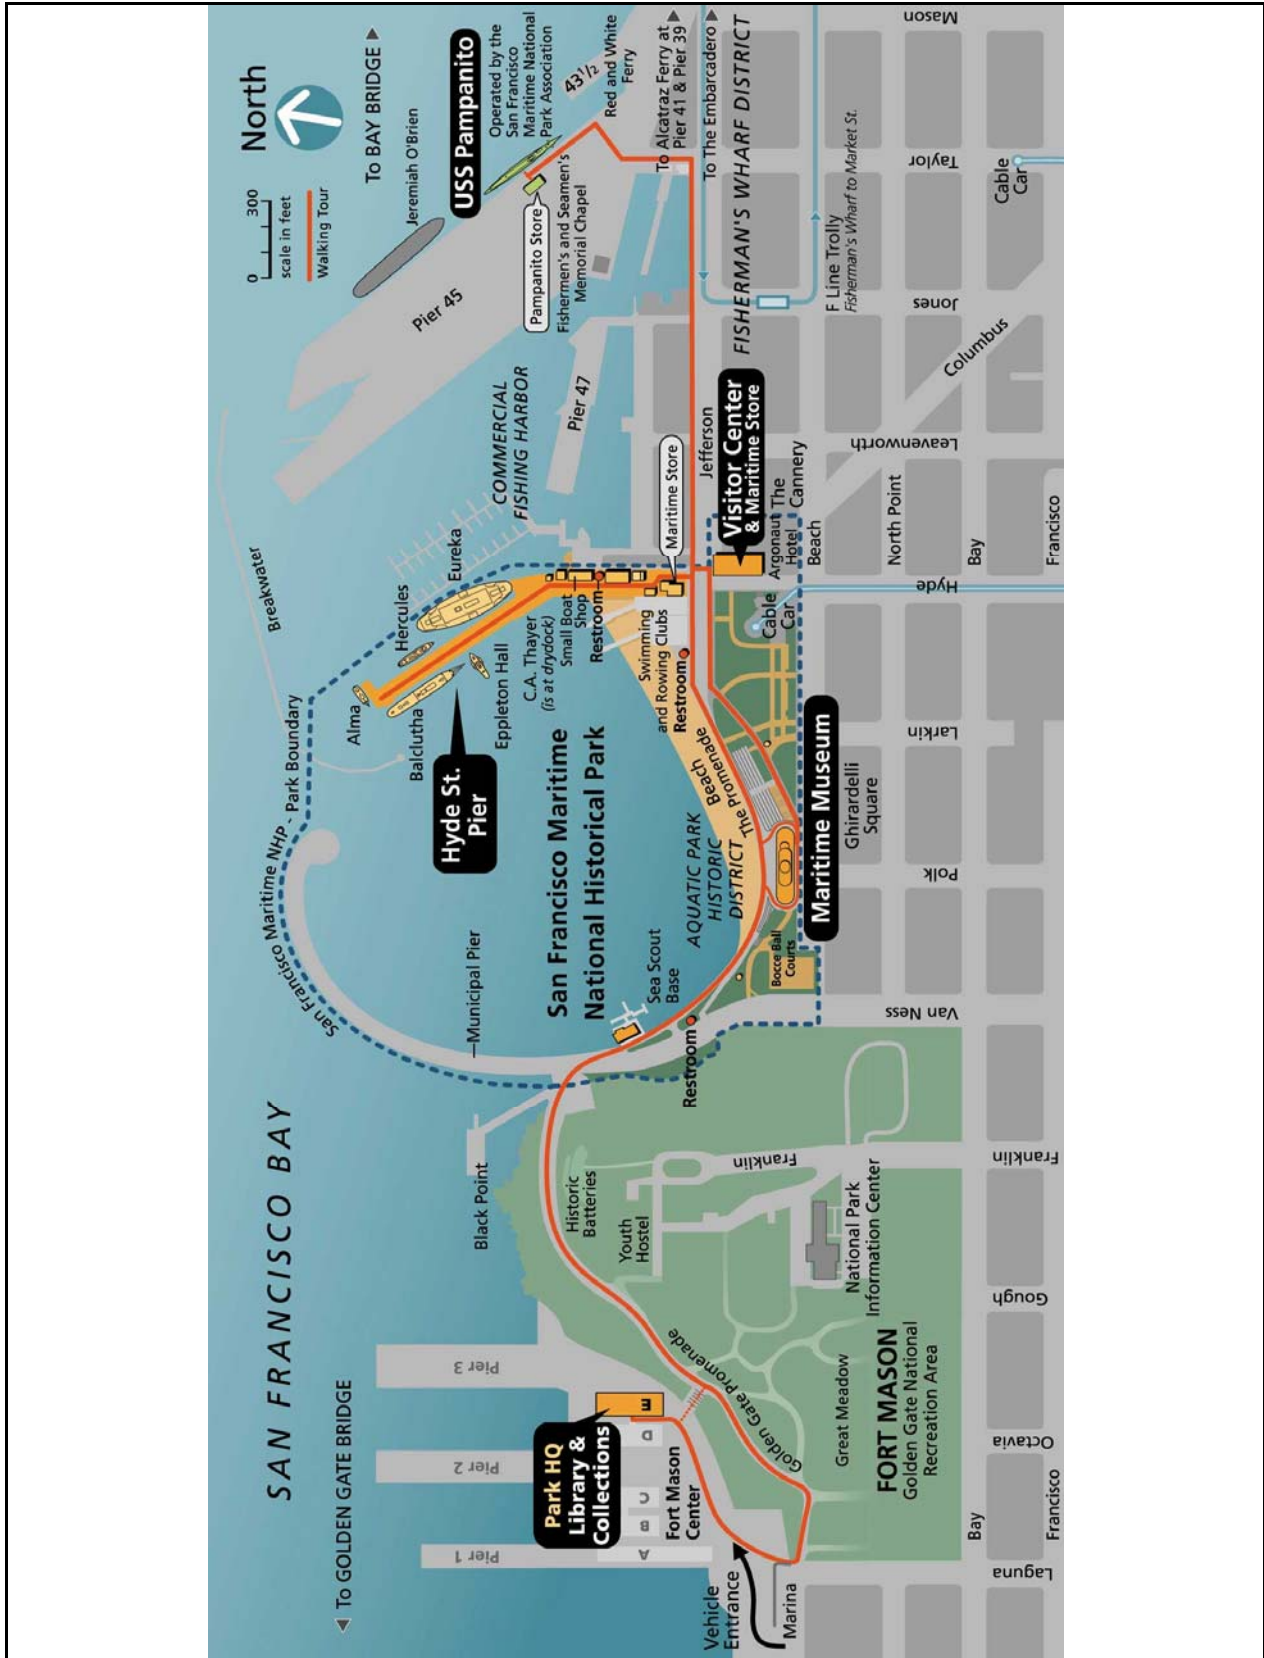 SAN FRANCISCO BAY
◀ To GOLDEN GATE BRIDGE
San Francisco Maritime NHP - Park Boundary
Breakwater
0 300
scale in feet
Walking Tour
North
To BAY BRIDGE ▶
Jeremiah O'Brien
USS Pampanito
Operated by the
San Francisco
Maritime National
Park Association
43 1/2
Red and White
Ferry
To Alcatraz Ferry at
Pier 41 & Pier 39 ▶
To The Embarcadero ▶
Pier 45
Pampanito Store
Fishermen's and Seamen's
Memorial Chapel
Pier 47
COMMERCIAL
FISHING HARBOR
Alma
Hercules
Eureka
Balclutha
Eppleton Hall
C.A. Thayer
(is at drydock)
Small Boat
Shop
Restroom
Hyde St.
Pier
Maritime Store
Swimming
and Rowing Clubs
Restroom
Municipal Pier
San Francisco Maritime
National Historical Park
AQUATIC PARK
HISTORIC
DISTRICT
Beach
The Promenade
Sea Scout
Base
Restroom
Bocce Ball
Courts
Maritime Museum
Ghirardelli
Square
Cable
Car
Visitor Center
& Maritime Store
Argonaut
Hotel
The
Cannery
FISHERMAN'S WHARF DISTRICT
F Line Trolly
Fisherman's Wharf to Market St.
Cable
Car
Jefferson
Beach
North Point
Bay
Francisco
Mason
Taylor
Jones
Columbus
Leavenworth
Hyde
Larkin
Polk
Van Ness
Franklin
Franklin
Gough
Octavia
Laguna
Black Point
Historic
Batteries
Youth
Hostel
National Park
Information Center
Golden Gate Promenade
Great Meadow
FORT MASON
Golden Gate National
Recreation Area
Pier 3
Pier 2
Pier 1
Park HQ
Library &
Collections
E
D
C
B
A
Fort Mason
Center
Vehicle
Entrance
Marina
Bay
Francisco